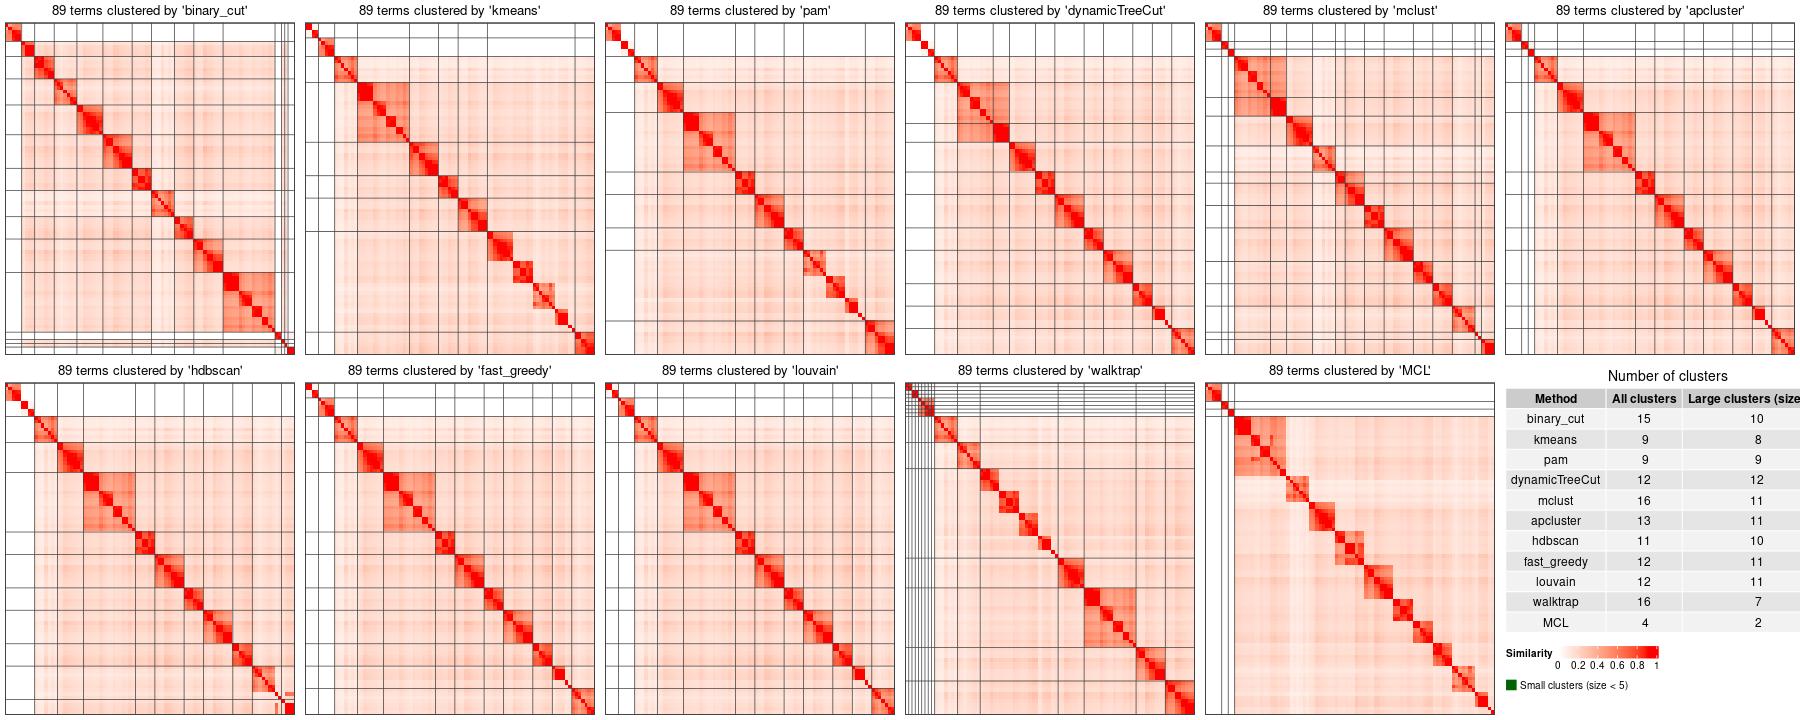 89 terms clustered by 'binary_cut'
89 terms clustered by 'kmeans'
89 terms clustered by 'pam'
89 terms clustered by 'dynamicTreeCut'
89 terms clustered by 'mclust'
89 terms clustered by 'apcluster'
89 terms clustered by 'hdbscan'
89 terms clustered by 'fast_greedy'
89 terms clustered by 'louvain'
89 terms clustered by 'walktrap'
89 terms clustered by 'MCL'
Number of clusters
Method All clusters Large clusters (size
binary_cut 15 10
kmeans 9 8
pam 9 9
dynamicTreeCut 12 12
mclust 16 11
apcluster 13 11
hdbscan 11 10
fast_greedy 12 11
louvain 12 11
walktrap 16 7
MCL 4 2
Similarity
0 0.2 0.4 0.6 0.8 1
Small clusters (size < 5)